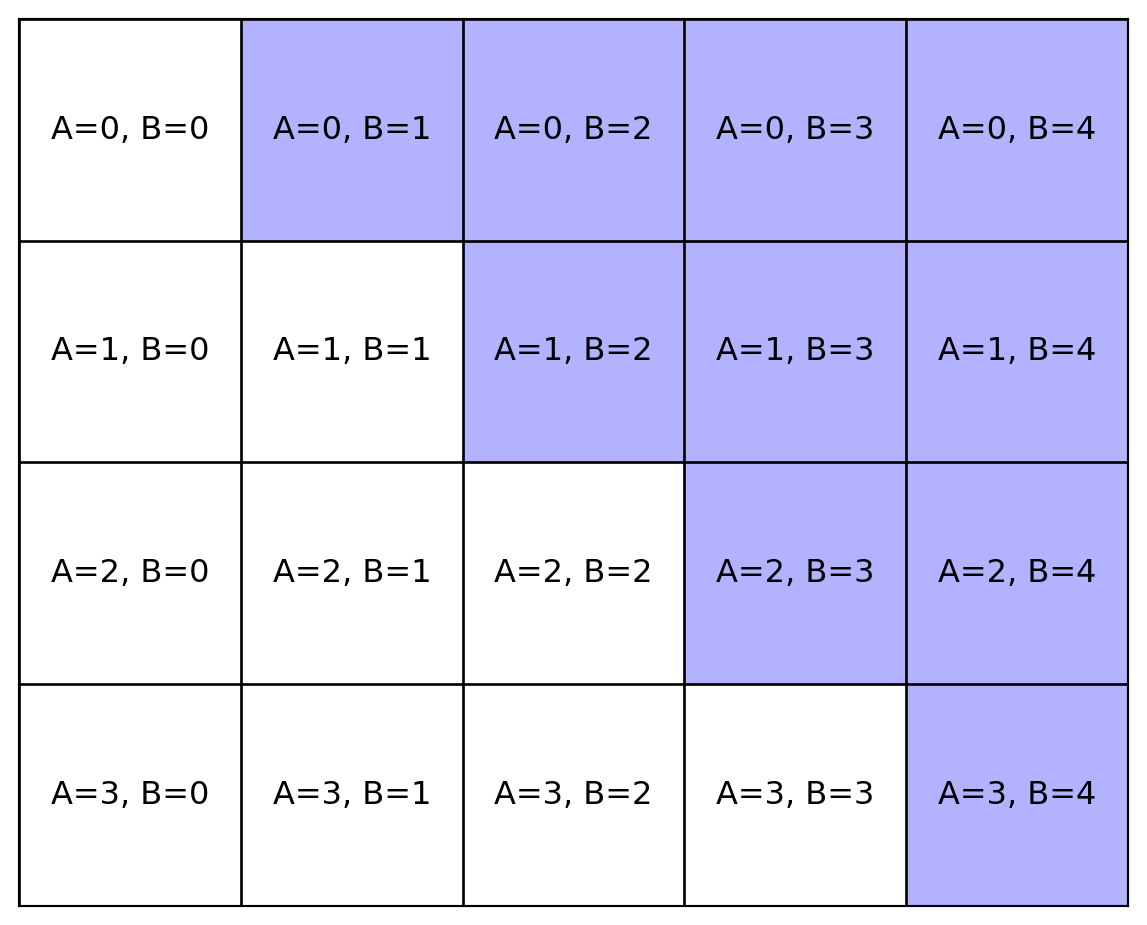 A=0, B=0 A=0, B=1 A=0, B=2 A=0, B=3 A=0, B=4
A=1, B=0 A=1, B=1 A=1, B=2 A=1, B=3 A=1, B=4
A=2, B=0 A=2, B=1 A=2, B=2 A=2, B=3 A=2, B=4
A=3, B=0 A=3, B=1 A=3, B=2 A=3, B=3 A=3, B=4